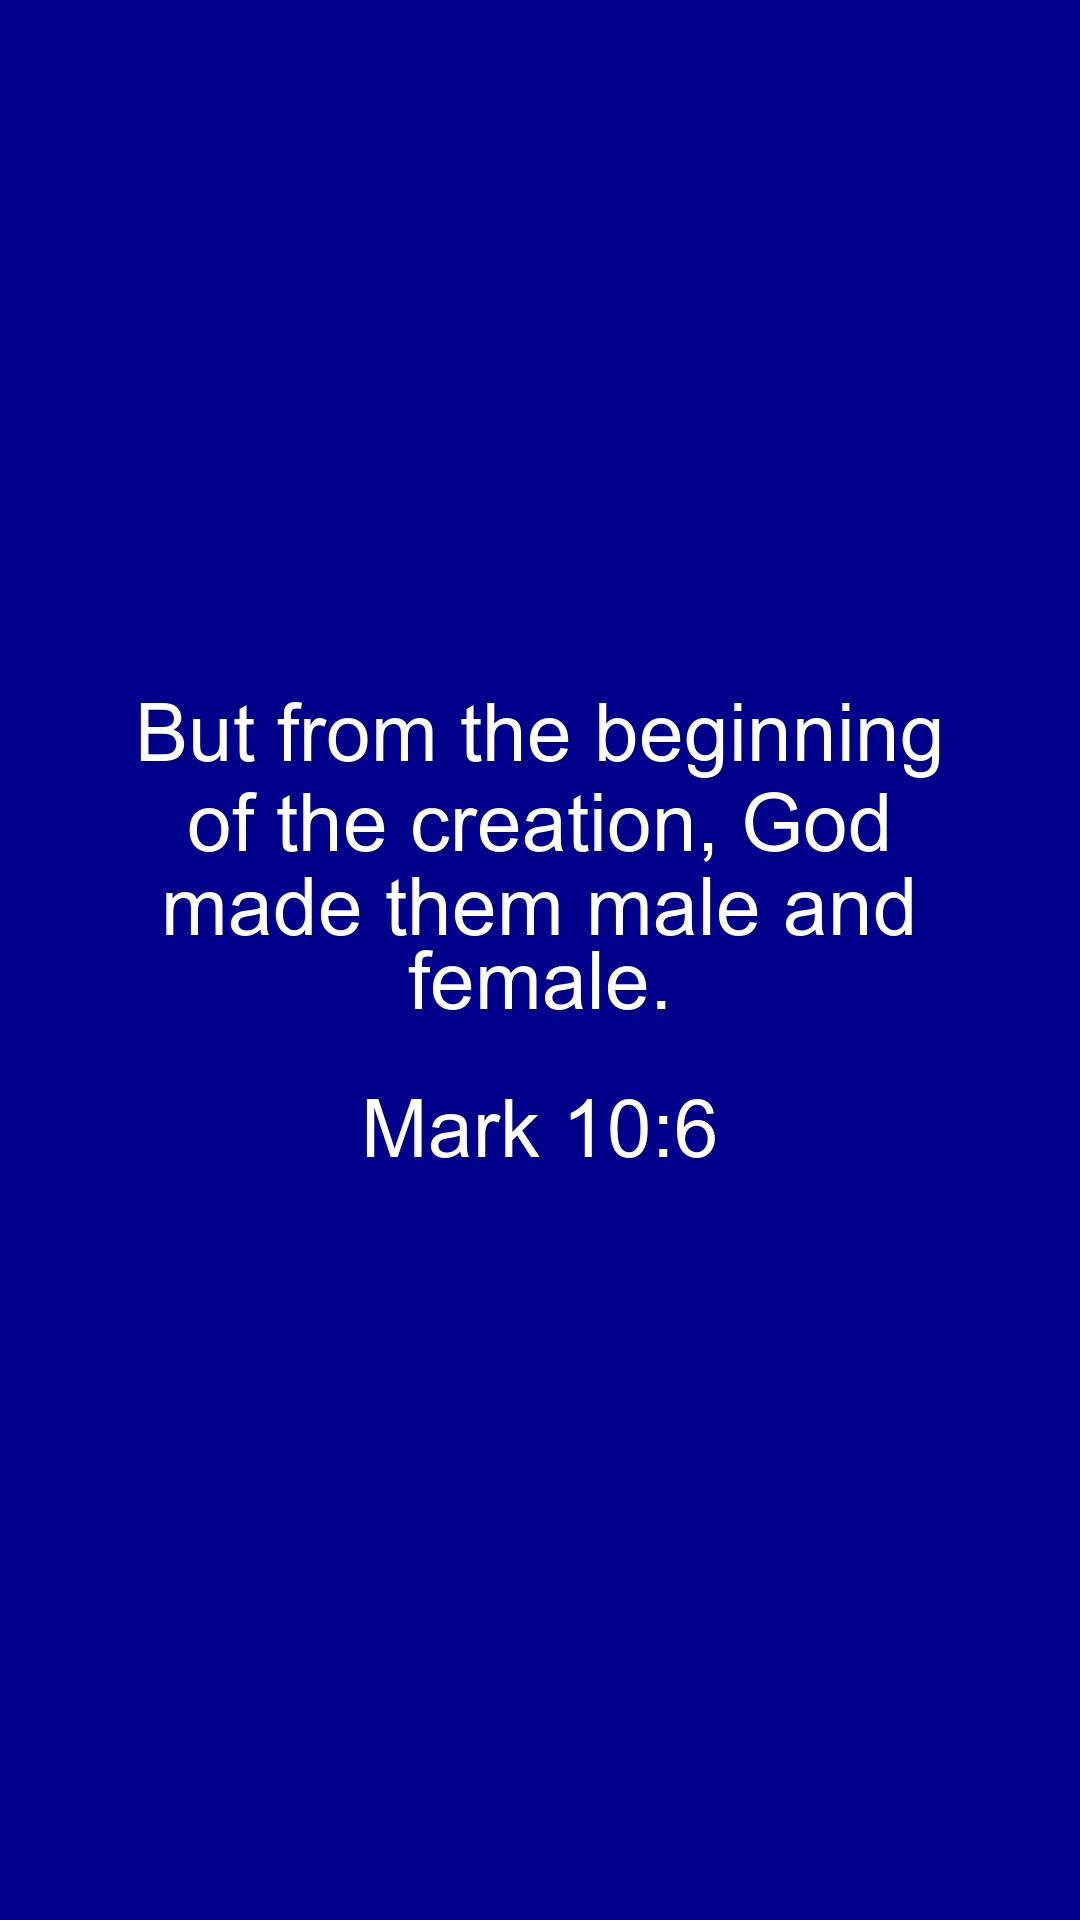 But from the beginning
of the creation, God
made them male and
female.
Mark 10:6